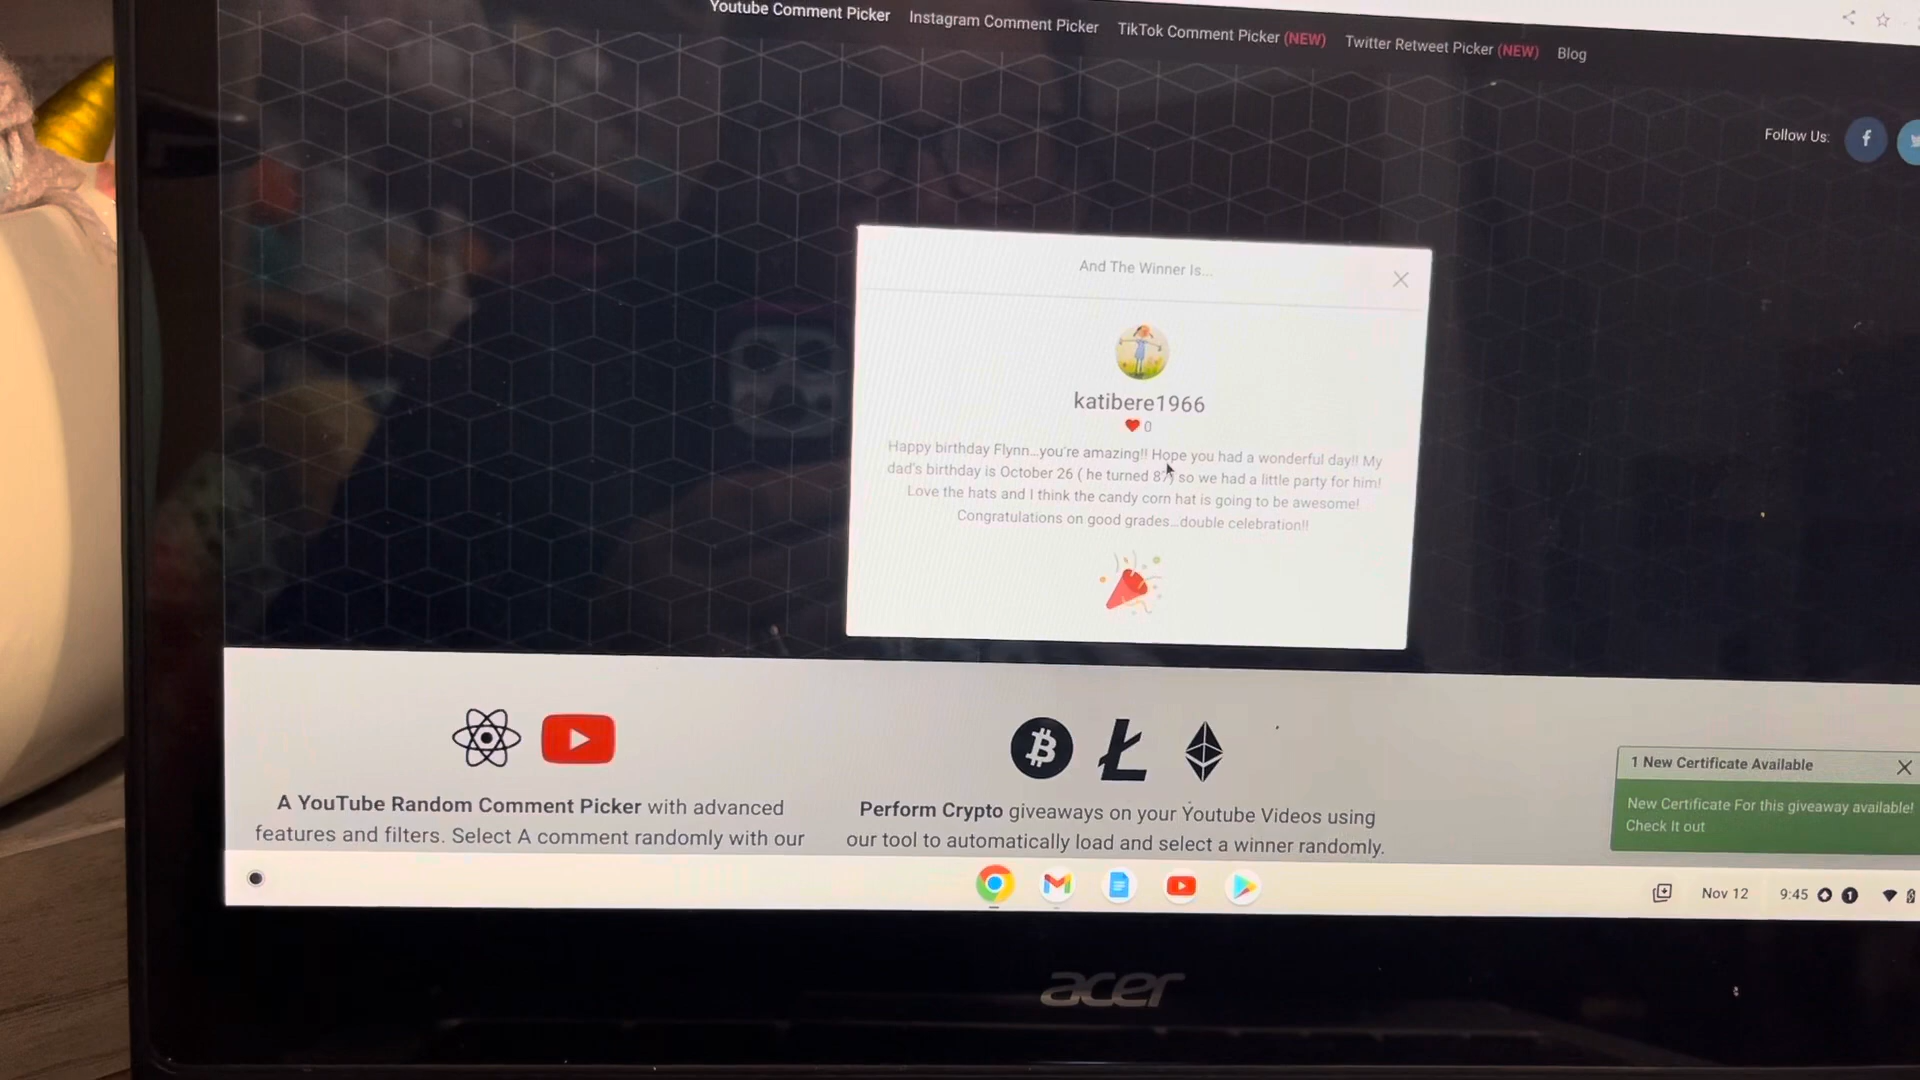 Youtube Comment Picker Instagram Comment Picker TikTok Comment Picker (NEW) Twitter Retweet Picker (NEW) Blog
Follow Us:
And The Winner Is...
katibere1966
0
Happy birthday Flynn...you're amazing!! Hope you had a wonderful day!! My
dad's birthday is October 26 ( he turned 87) so we had a little party for him!
Love the hats and I think the candy corn hat is going to be awesome!
Congratulations on good grades...double celebration!!
A YouTube Random Comment Picker with advanced
features and filters. Select A comment randomly with our
Perform Crypto giveaways on your Youtube Videos using
our tool to automatically load and select a winner randomly.
1 New Certificate Available
New Certificate For this giveaway available!
Check It out
Nov 12 9:45 1
acer